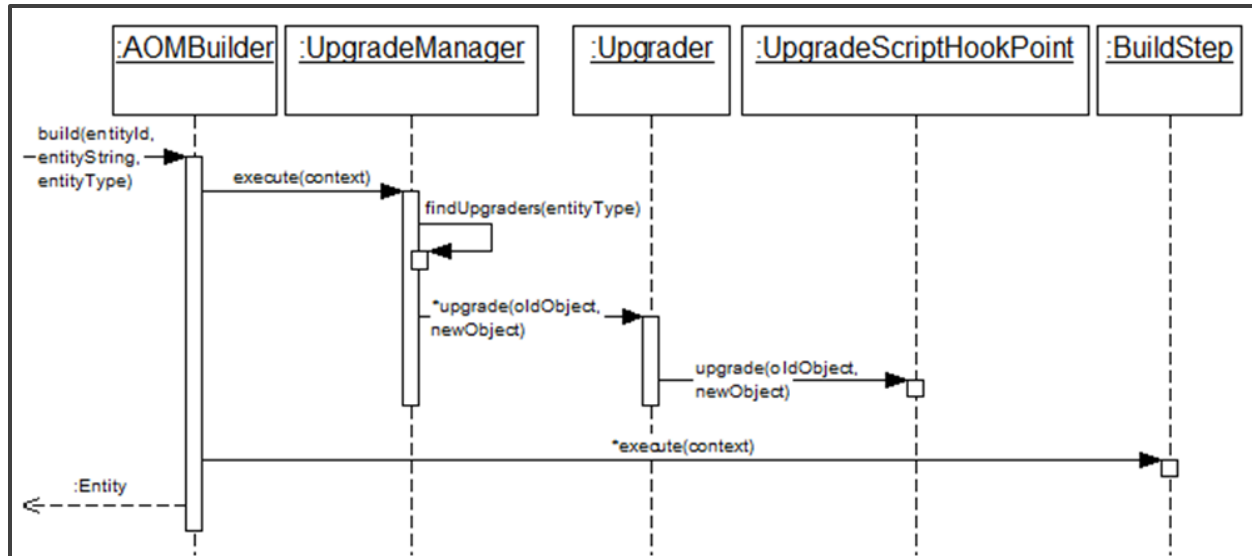 :AOMBuilder
:UpgradeManager
:Upgrader
:UpgradeScriptHookPoint
:BuildStep
build(entityId,
entityString,
entityType)
execute(context)
findUpgraders(entityType)
*upgrade(oldObject,
newObject)
upgrade(oldObject,
newObject)
*execute(context)
:Entity